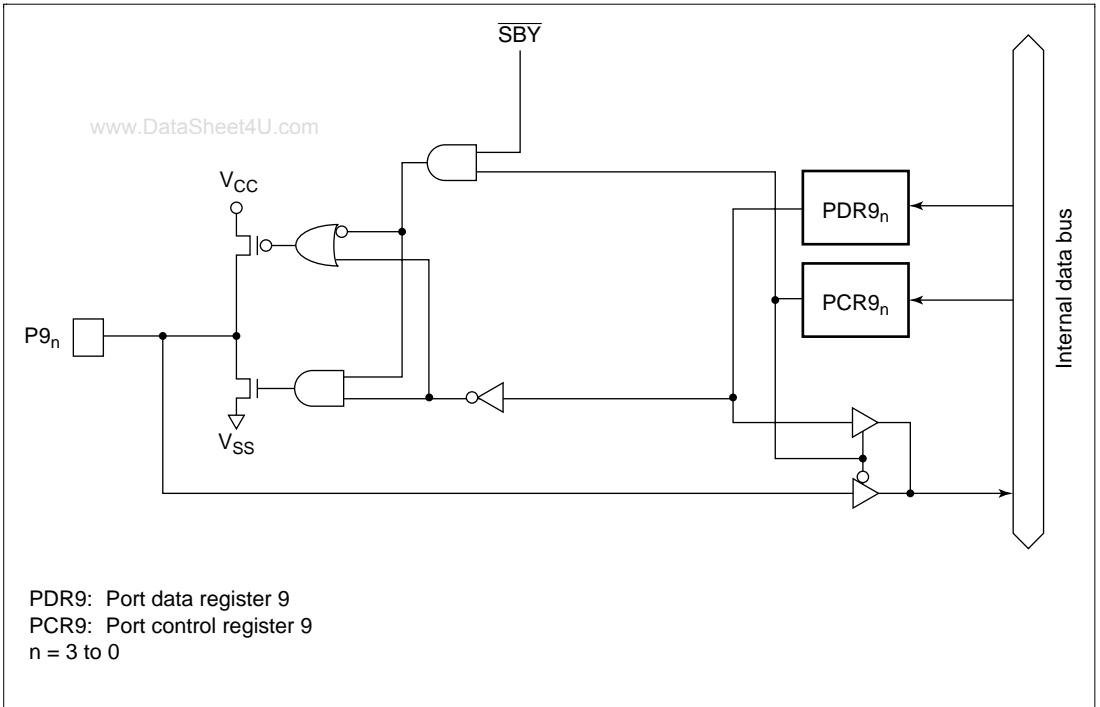 SBY
www.DataSheet4U.com
VCC
PDR9n
PCR9n
P9n
VSS
Internal data bus
PDR9: Port data register 9
PCR9: Port control register 9
n = 3 to 0